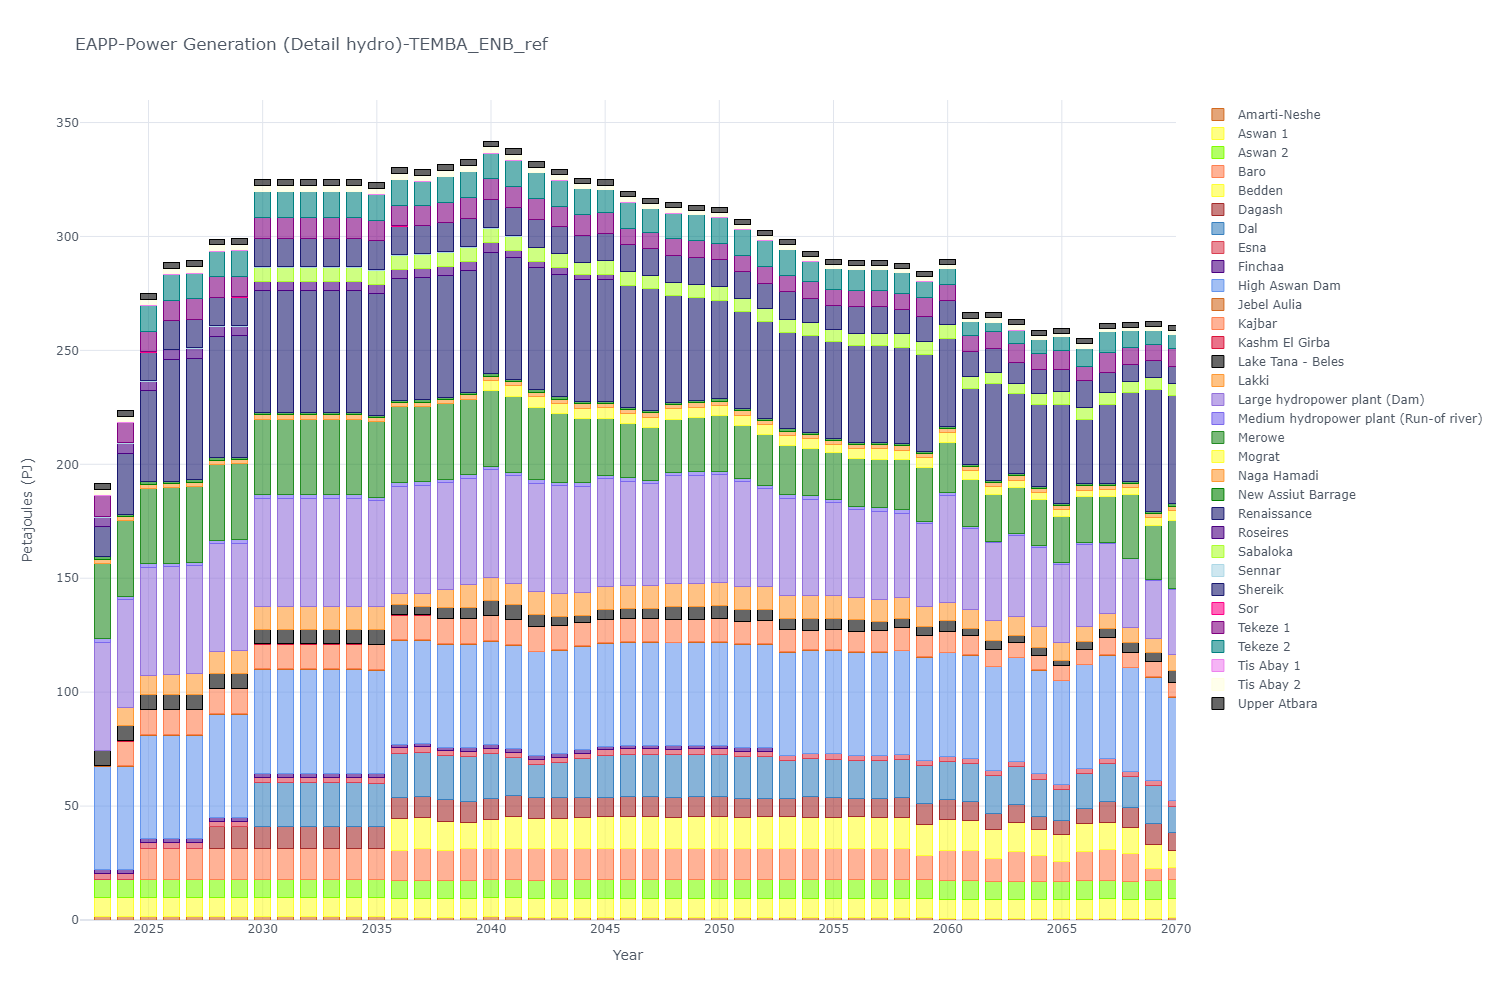 EAPP-Power Generation (Detail hydro)-TEMBA_ENB_ref
Petajoules (PJ)
350
300
250
200
150
100
50
0
2025
2030
2035
2040
2045
2050
2055
2060
2065
2070
Year
Amarti-Neshe
Aswan 1
Aswan 2
Baro
Bedden
Dagash
Dal
Esna
Finchaa
High Aswan Dam
Jebel Aulia
Kajbar
Kashm El Girba
Lake Tana - Beles
Lakki
Large hydropower plant (Dam)
Medium hydropower plant (Run-of river)
Merowe
Mograt
Naga Hamadi
New Assiut Barrage
Renaissance
Roseires
Sabaloka
Sennar
Shereik
Sor
Tekeze 1
Tekeze 2
Tis Abay 1
Tis Abay 2
Upper Atbara